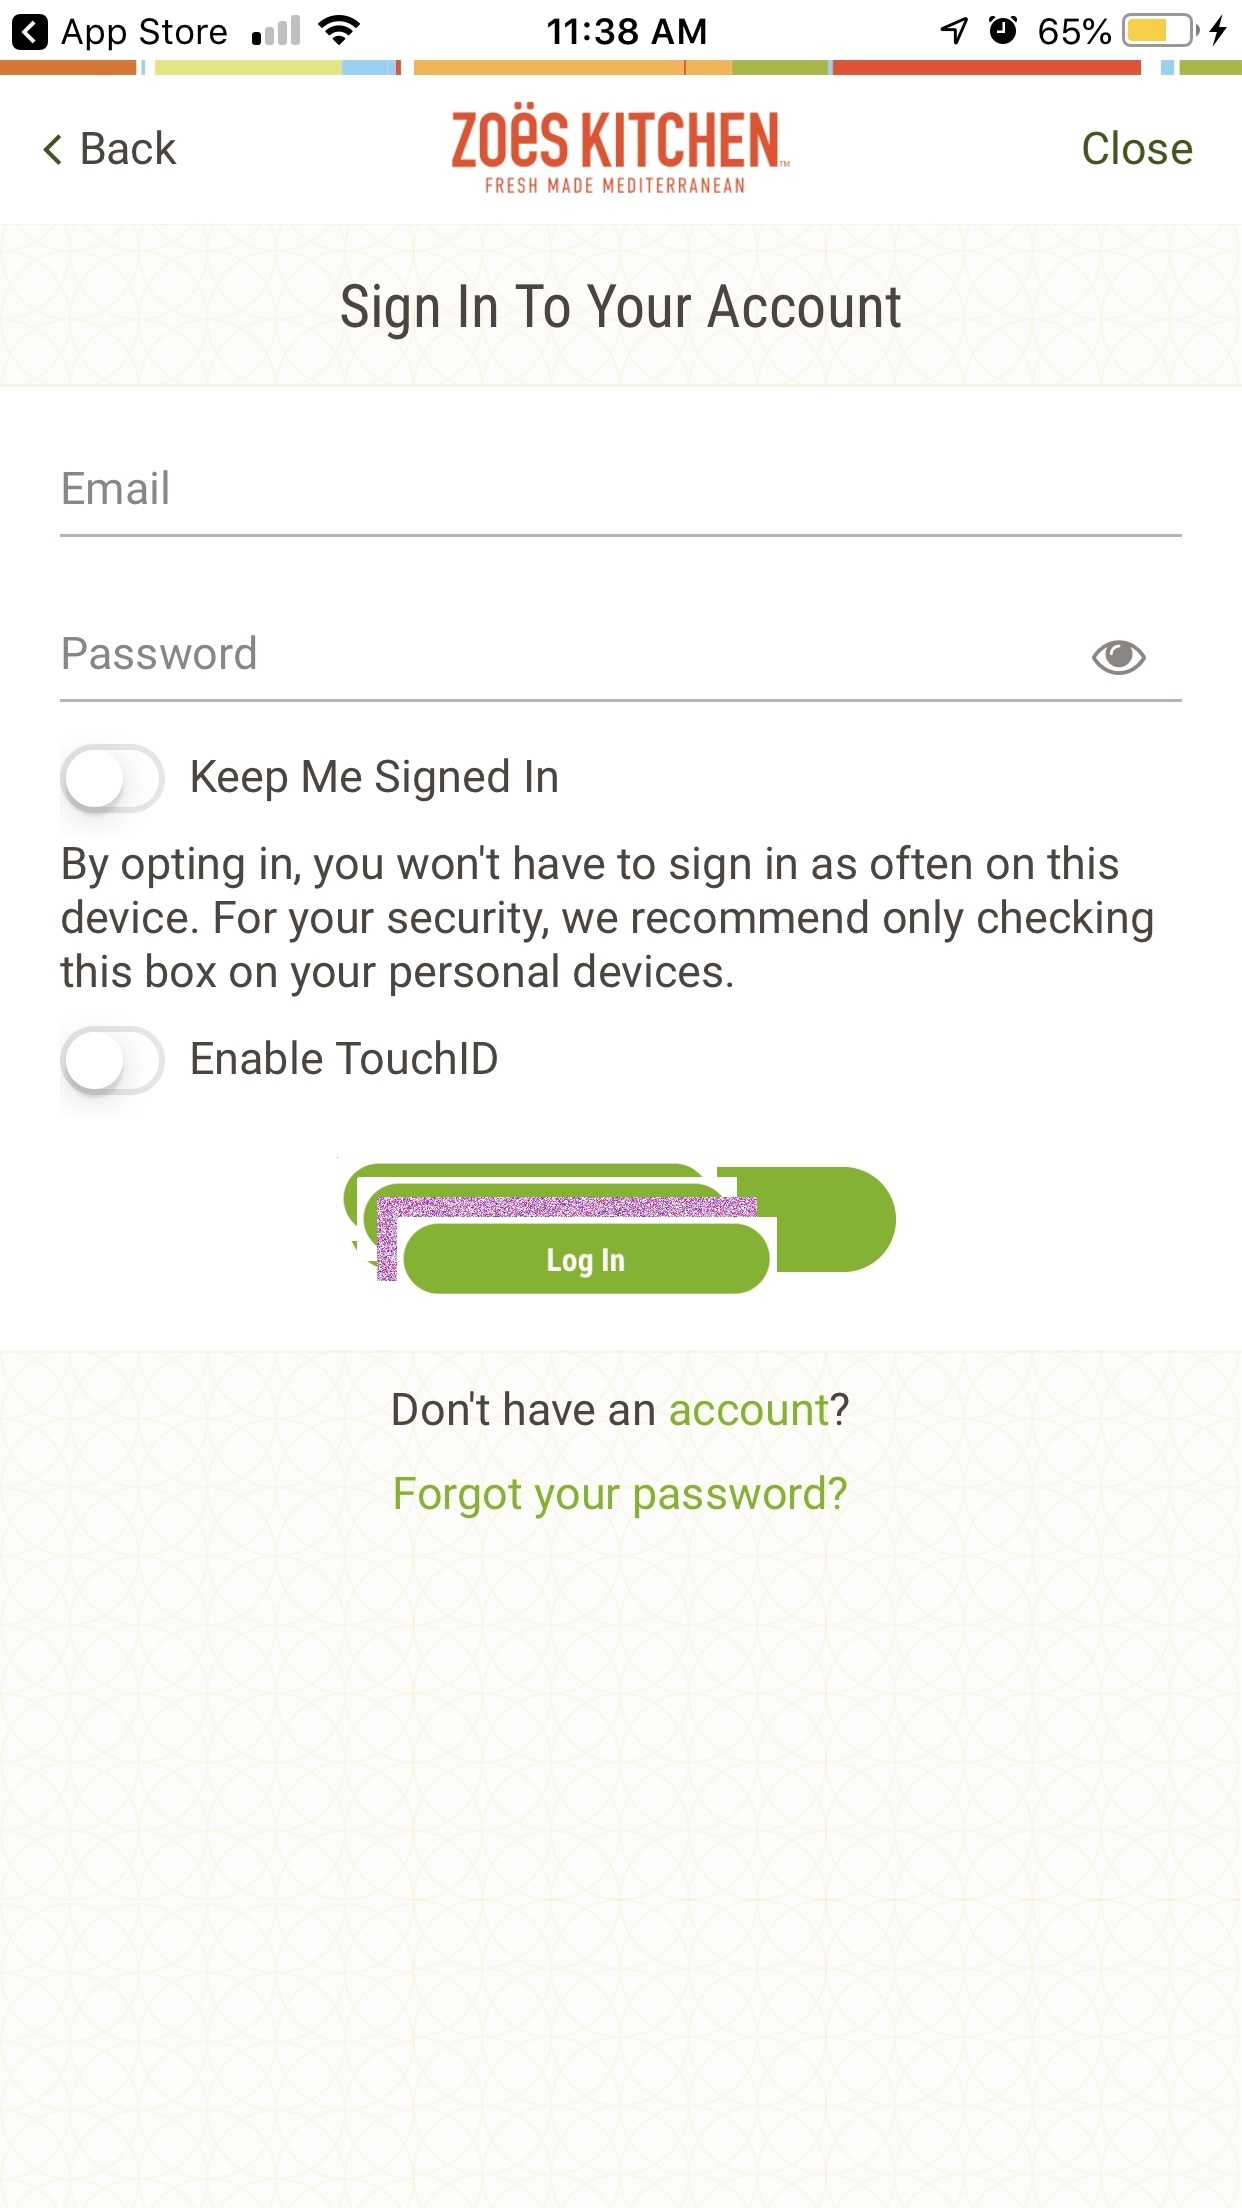 App Store 11:38 AM 65%
Back ZOËS KITCHEN™ Close
FRESH MADE MEDITERRANEAN
Sign In To Your Account
Email
Password
Keep Me Signed In
By opting in, you won't have to sign in as often on this
device. For your security, we recommend only checking
this box on your personal devices.
Enable TouchID
Log In
Don't have an account?
Forgot your password?